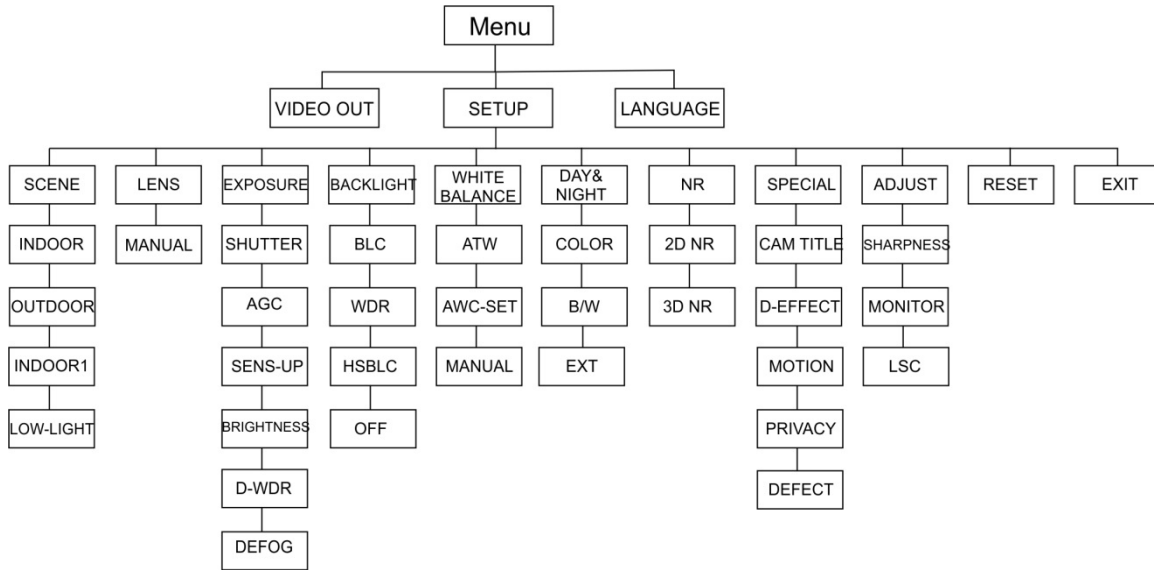 Menu
VIDEO OUT
SETUP
LANGUAGE
SCENE
LENS
EXPOSURE
BACKLIGHT
WHITE
BALANCE
DAY&
NIGHT
NR
SPECIAL
ADJUST
RESET
EXIT
INDOOR
MANUAL
SHUTTER
BLC
ATW
COLOR
2D NR
CAM TITLE
SHARPNESS
OUTDOOR
AGC
WDR
AWC-SET
B/W
3D NR
D-EFFECT
MONITOR
INDOOR1
SENS-UP
HSBLC
MANUAL
EXT
MOTION
LSC
LOW-LIGHT
BRIGHTNESS
OFF
PRIVACY
D-WDR
DEFECT
DEFOG